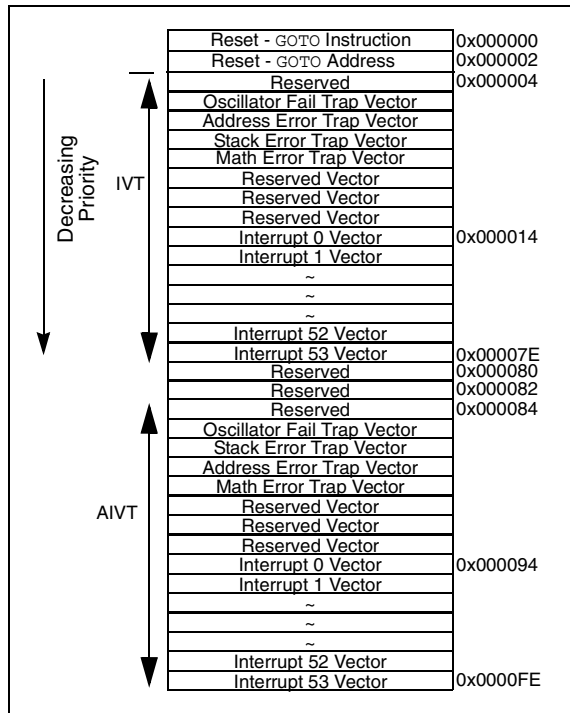 Reset - GOTO Instruction 0x000000
Reset - GOTO Address 0x000002
Reserved 0x000004
Oscillator Fail Trap Vector
Address Error Trap Vector
Stack Error Trap Vector
Math Error Trap Vector
Reserved Vector
Reserved Vector
Reserved Vector
Interrupt 0 Vector 0x000014
Interrupt 1 Vector
~
~
~
Interrupt 52 Vector
Interrupt 53 Vector 0x00007E
Reserved 0x000080
Reserved 0x000082
Reserved 0x000084
Oscillator Fail Trap Vector
Stack Error Trap Vector
Address Error Trap Vector
Math Error Trap Vector
Reserved Vector
Reserved Vector
Reserved Vector
Interrupt 0 Vector 0x000094
Interrupt 1 Vector
~
~
~
Interrupt 52 Vector
Interrupt 53 Vector 0x0000FE
Decreasing
Priority
IVT
AIVT